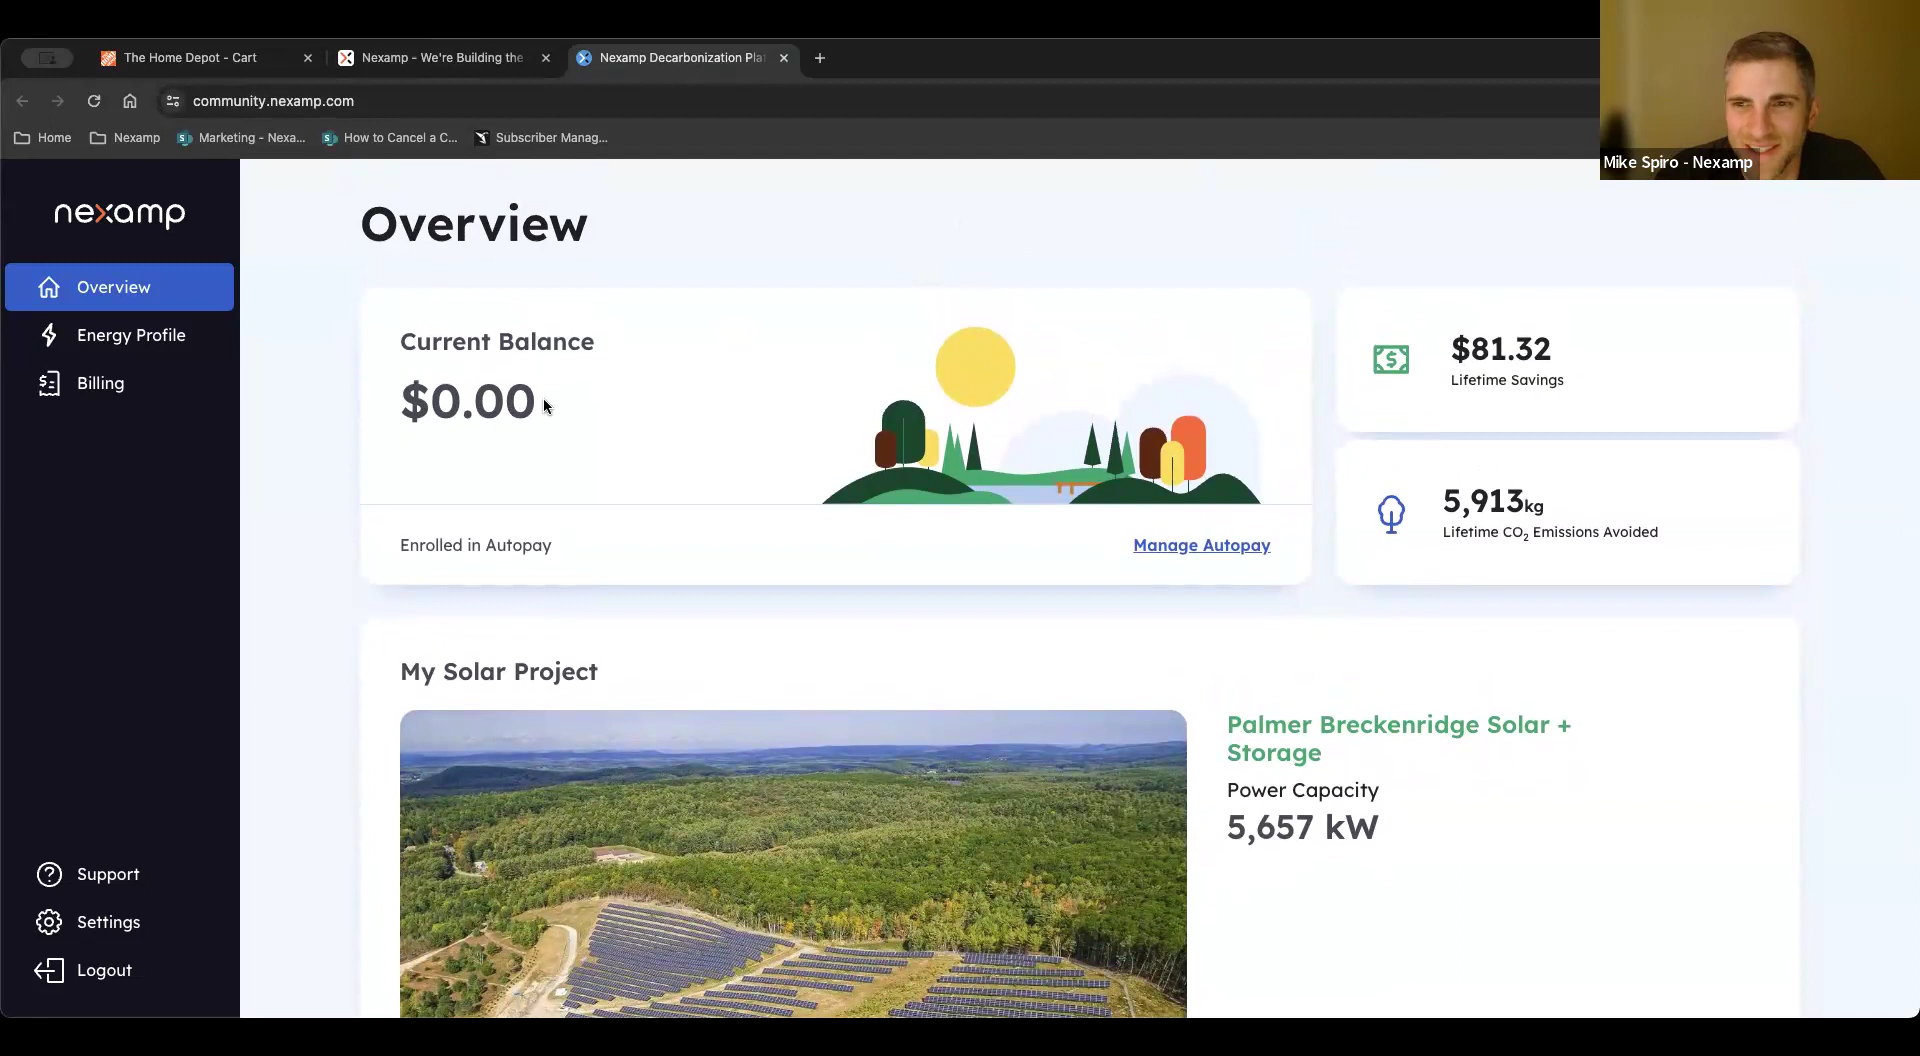 The Home Depot - Cart
Nexamp - We're Building the
Nexamp Decarbonization Pla
community.nexamp.com
Home
Nexamp
Marketing - Nexa...
How to Cancel a C...
Subscriber Manag...
Mike Spiro - Nexamp
nexamp
Overview
Energy Profile
Billing
Support
Settings
Logout
Overview
Current Balance
$0.00
Enrolled in Autopay
Manage Autopay
$81.32
Lifetime Savings
5,913kg
Lifetime CO₂ Emissions Avoided
My Solar Project
Palmer Breckenridge Solar +
Storage
Power Capacity
5,657 kW